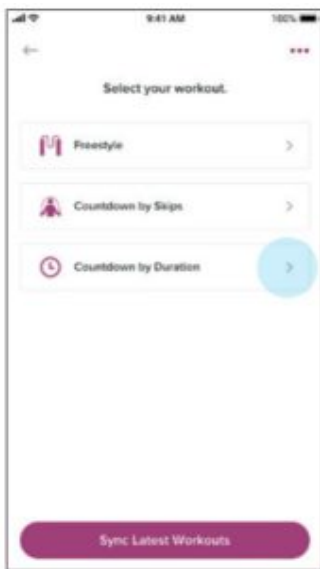 9:41 AM 100%
Select your workout.
Freestyle
Countdown by Skips
Countdown by Duration
Sync Latest Workouts